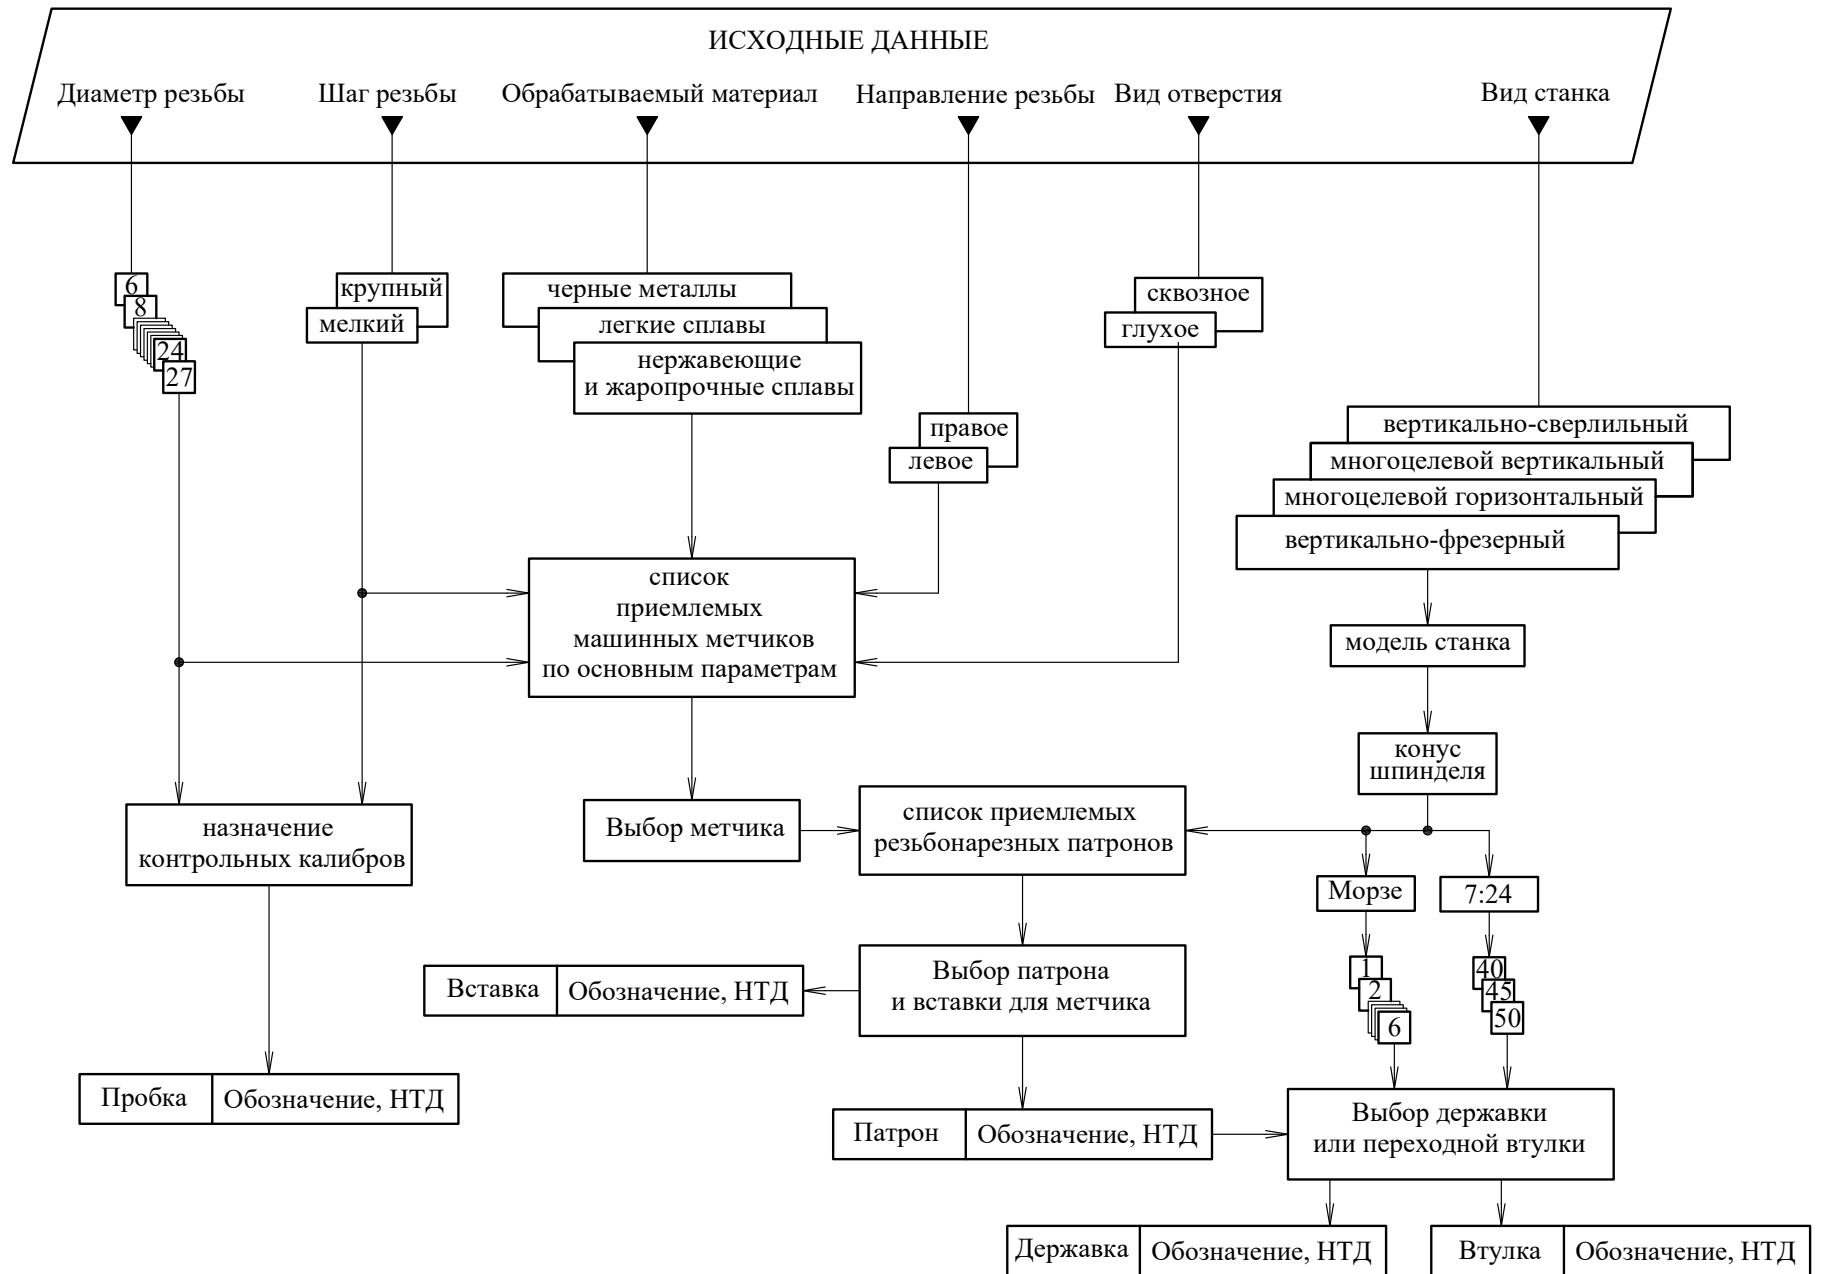 ИСХОДНЫЕ ДАННЫЕ
Диаметр резьбы
Шаг резьбы
Обрабатываемый материал
Направление резьбы
Вид отверстия
Вид станка
6
8
24
27
крупный
мелкий
черные металлы
легкие сплавы
нержавеющие
и жаропрочные сплавы
правое
левое
сквозное
глухое
вертикально-сверлильный
многоцелевой вертикальный
многоцелевой горизонтальный
вертикально-фрезерный
список
приемлемых
машинных метчиков
по основным параметрам
модель станка
конус
шпинделя
назначение
контрольных калибров
Выбор метчика
список приемлемых
резьбонарезных патронов
Морзе
7:24
1
2
6
40
45
50
Выбор патрона
и вставки для метчика
Вставка
Обозначение, НТД
Пробка
Обозначение, НТД
Патрон
Обозначение, НТД
Выбор державки
или переходной втулки
Державка
Обозначение, НТД
Втулка
Обозначение, НТД